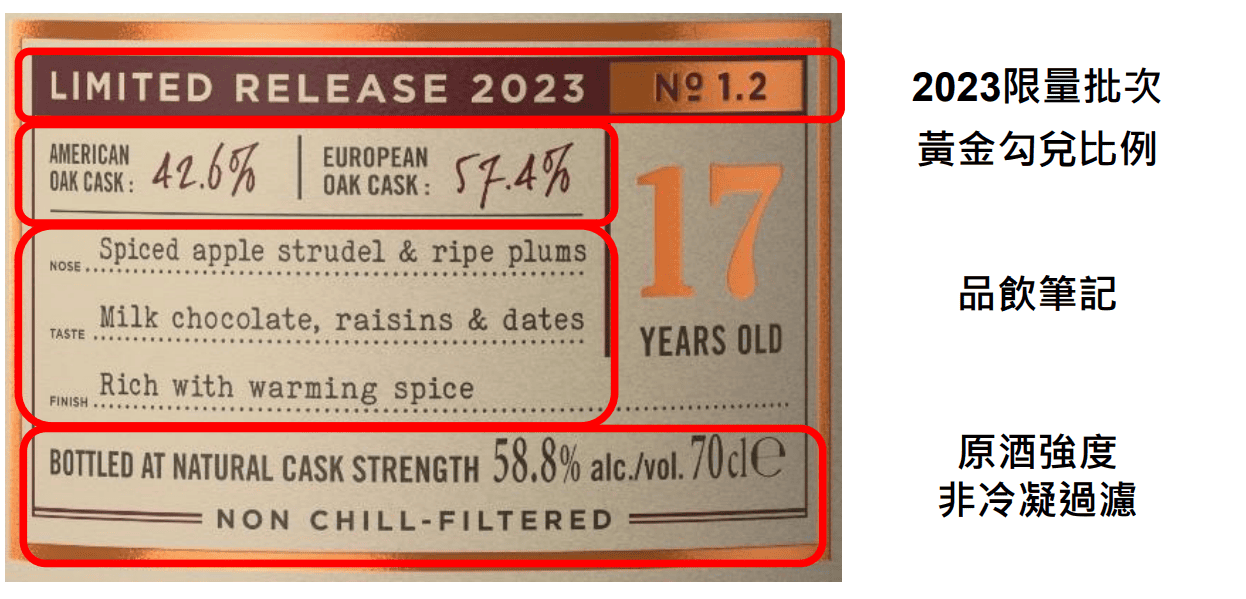 LIMITED RELEASE 2023 Nº 1.2
2023限量批次
AMERICAN OAK CASK: 42.6%
EUROPEAN OAK CASK: 57.4%
黃金勾兌比例
17 YEARS OLD
NOSE Spiced apple strudel & ripe plums
TASTE Milk chocolate, raisins & dates
FINISH Rich with warming spice
品飲筆記
BOTTLED AT NATURAL CASK STRENGTH 58.8% alc./vol. 70cl℮
NON CHILL-FILTERED
原酒強度
非冷凝過濾